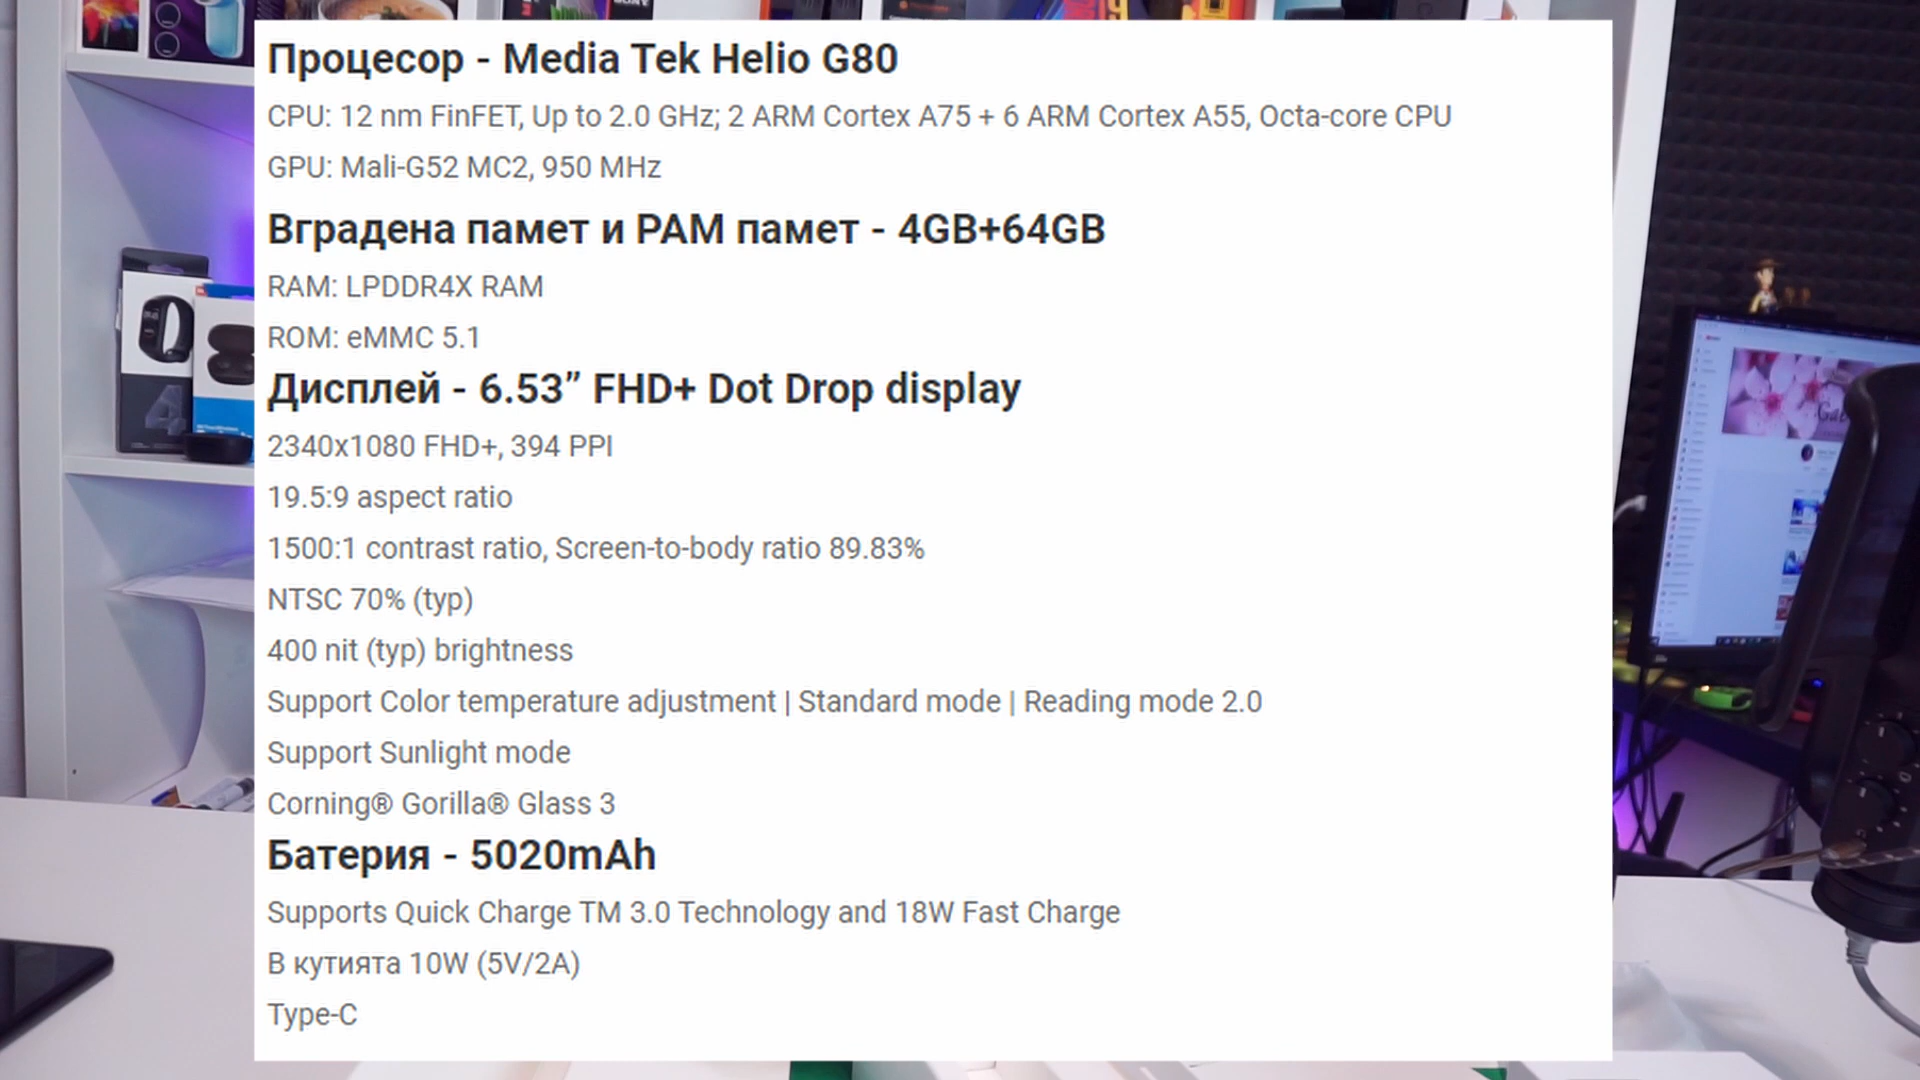 Процесор - Media Tek Helio G80
CPU: 12 nm FinFET, Up to 2.0 GHz; 2 ARM Cortex A75 + 6 ARM Cortex A55, Octa-core CPU
GPU: Mali-G52 MC2, 950 MHz
Вградена памет и РАМ памет - 4GB+64GB
RAM: LPDDR4X RAM
ROM: eMMC 5.1
Дисплей - 6.53” FHD+ Dot Drop display
2340x1080 FHD+, 394 PPI
19.5:9 aspect ratio
1500:1 contrast ratio, Screen-to-body ratio 89.83%
NTSC 70% (typ)
400 nit (typ) brightness
Support Color temperature adjustment | Standard mode | Reading mode 2.0
Support Sunlight mode
Corning® Gorilla® Glass 3
Батерия - 5020mAh
Supports Quick Charge TM 3.0 Technology and 18W Fast Charge
В кутията 10W (5V/2A)
Type-C